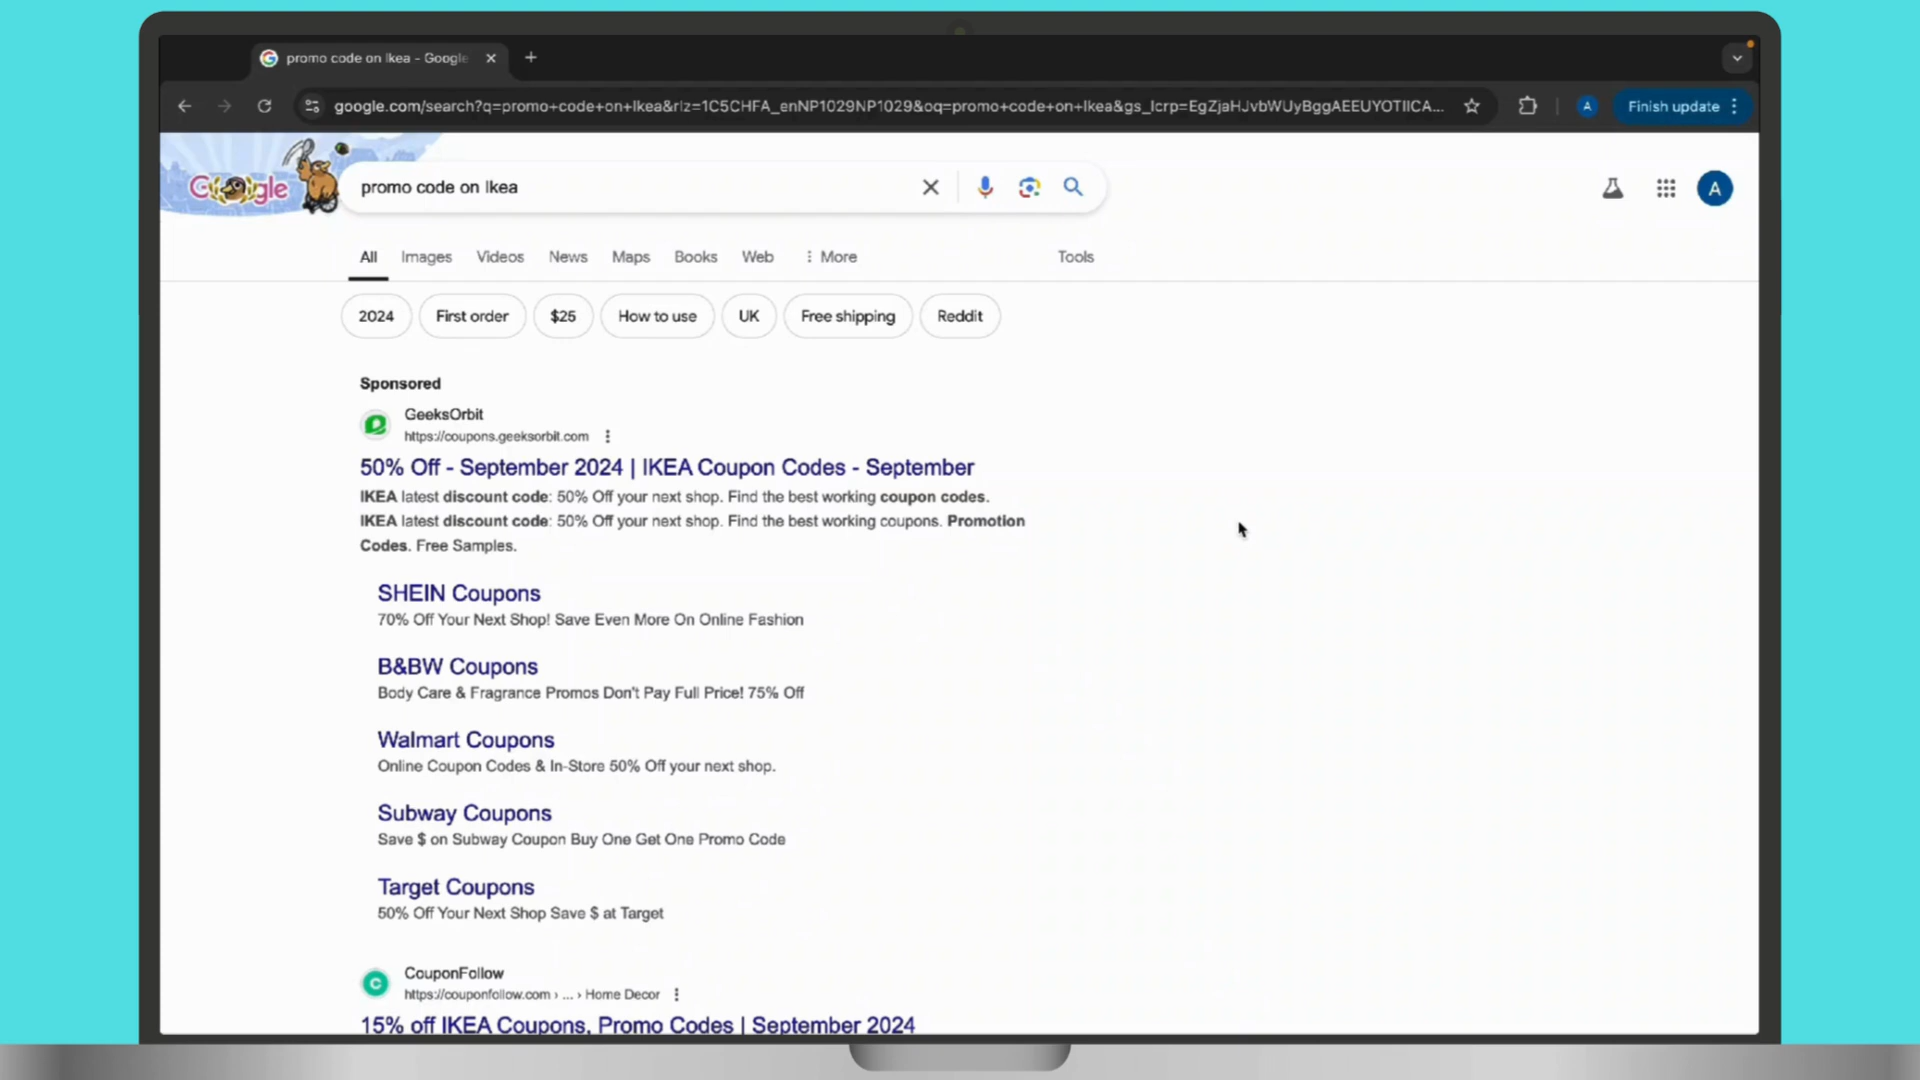 promo code on Ikea - Google
google.com/search?q=promo+code+on+Ikea&rlz=1C5CHFA_enNP1029NP1029&oq=promo+code+on+Ikea&gs_lcrp=EgZjaHJvbWUyBggAEEUYOTIICA...
A
Finish update
Google
promo code on Ikea
A
All
Images
Videos
News
Maps
Books
Web
More
Tools
2024
First order
$25
How to use
UK
Free shipping
Reddit
Sponsored
GeeksOrbit
https://coupons.geeksorbit.com
50% Off - September 2024 | IKEA Coupon Codes - September
IKEA latest discount code: 50% Off your next shop. Find the best working coupon codes.
IKEA latest discount code: 50% Off your next shop. Find the best working coupons. Promotion
Codes. Free Samples.
SHEIN Coupons
70% Off Your Next Shop! Save Even More On Online Fashion
B&BW Coupons
Body Care & Fragrance Promos Don't Pay Full Price! 75% Off
Walmart Coupons
Online Coupon Codes & In-Store 50% Off your next shop.
Subway Coupons
Save $ on Subway Coupon Buy One Get One Promo Code
Target Coupons
50% Off Your Next Shop Save $ at Target
C
CouponFollow
https://couponfollow.com › ... › Home Decor
15% off IKEA Coupons, Promo Codes | September 2024